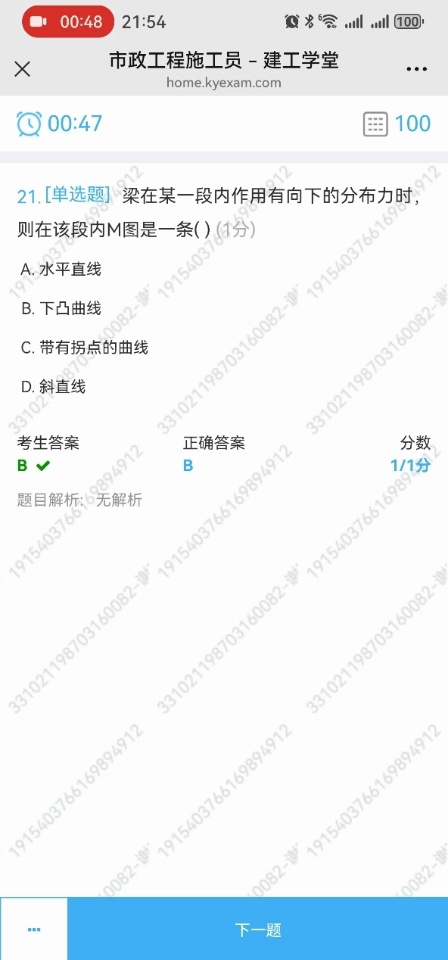 00:48 21:54 100
市政工程施工员 – 建工学堂
home.kyexam.com
00:47 100
21.[单选题] 梁在某一段内作用有向下的分布力时，
则在该段内M图是一条( ) (1分)
A. 水平直线
B. 下凸曲线
C. 带有拐点的曲线
D. 斜直线
考生答案 正确答案 分数
B B 1/1分
题目解析： 无解析
下一题